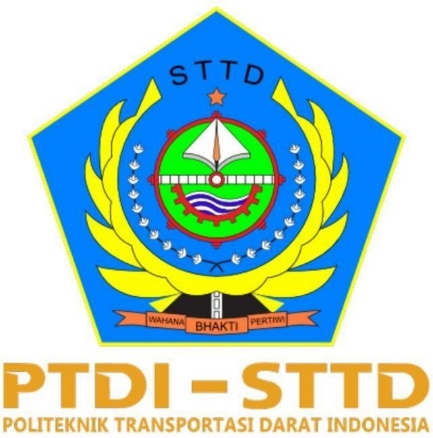 STTD
WAHANA BHAKTI PERTIWI
PTDI – STTD
POLITEKNIK TRANSPORTASI DARAT INDONESIA